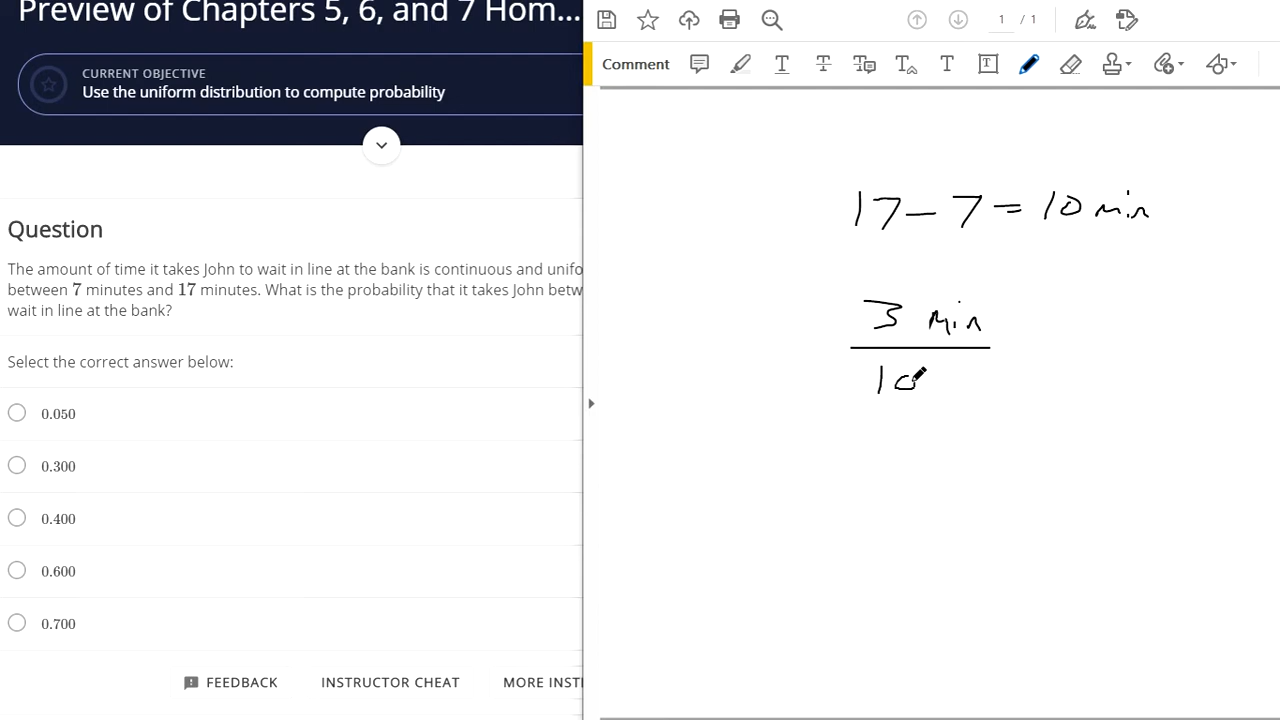 Preview of Chapters 5, 6, and 7 Hom...
CURRENT OBJECTIVE
Use the uniform distribution to compute probability
Question
The amount of time it takes John to wait in line at the bank is continuous and unifo
between 7 minutes and 17 minutes. What is the probability that it takes John betw
wait in line at the bank?
Select the correct answer below:
0.050
0.300
0.400
0.600
0.700
FEEDBACK INSTRUCTOR CHEAT MORE INSTI
1 / 1
Comment
17 - 7 = 10 min
3 min
10